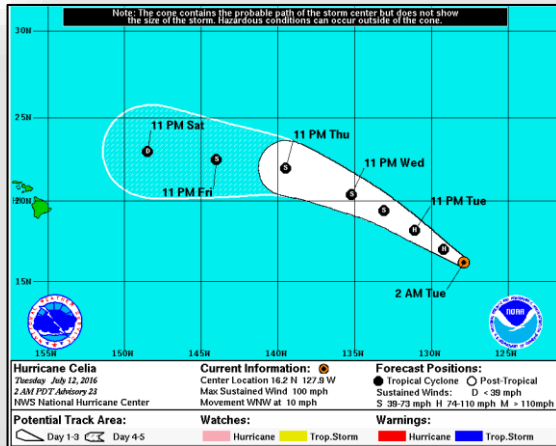 Note: The cone contains the probable path of the storm center but does not show
the size of the storm. Hazardous conditions can occur outside of the cone.
30N
25N
11 PM Sat
11 PM Thu
D
S
S
11 PM Wed
11 PM Fri
S
20N
S
11 PM Tue
H
H
2 AM Tue
15N
NOAA
155W
150W
145W
140W
135W
130W
125W
Hurricane Celia
Tuesday July 12, 2016
2 AM PDT Advisory 23
NWS National Hurricane Center
Current Information:
Center Location 16.2 N 127.9 W
Max Sustained Wind 100 mph
Movement WNW at 10 mph
Forecast Positions:
Tropical Cyclone Post-Tropical
Sustained Winds: D < 39 mph
S 39-73 mph H 74-110 mph M > 110mph
Potential Track Area:
Day 1-3 Day 4-5
Watches:
Hurricane Trop.Storm
Warnings:
Hurricane Trop.Storm